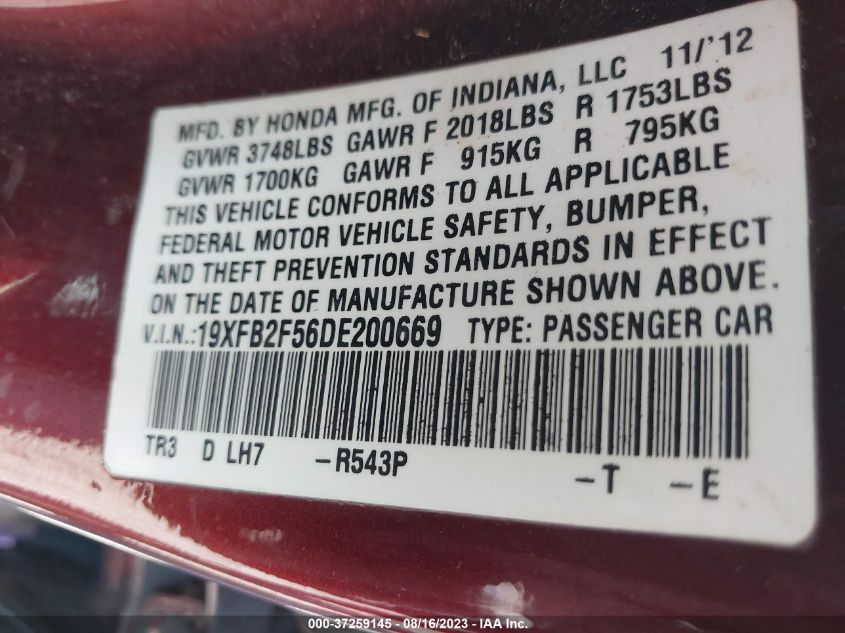 MFD. BY HONDA MFG. OF INDIANA, LLC 11/'12
GVWR 3748LBS GAWR F 2018LBS R 1753LBS
GVWR 1700KG GAWR F 915KG R 795KG
THIS VEHICLE CONFORMS TO ALL APPLICABLE
FEDERAL MOTOR VEHICLE SAFETY, BUMPER,
AND THEFT PREVENTION STANDARDS IN EFFECT
ON THE DATE OF MANUFACTURE SHOWN ABOVE.
V.I.N.:19XFB2F56DE200669 TYPE: PASSENGER CAR
TR3 D LH7 -R543P -T -E
000-37259145 - 08/16/2023 - IAA Inc.